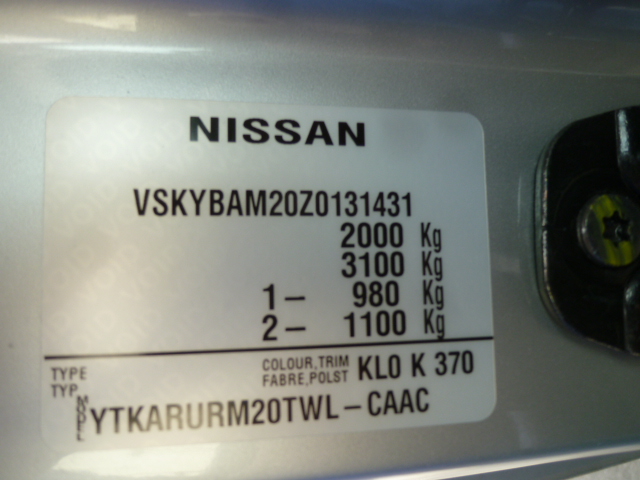 NISSAN
VSKYBAM20Z0131431
2000 Kg
3100 Kg
1- 980 Kg
2- 1100 Kg
TYPE COLOUR,TRIM KL0 K 370
TYP FABRE,POLST
MODEL YTKARURM20TWL-CAAC